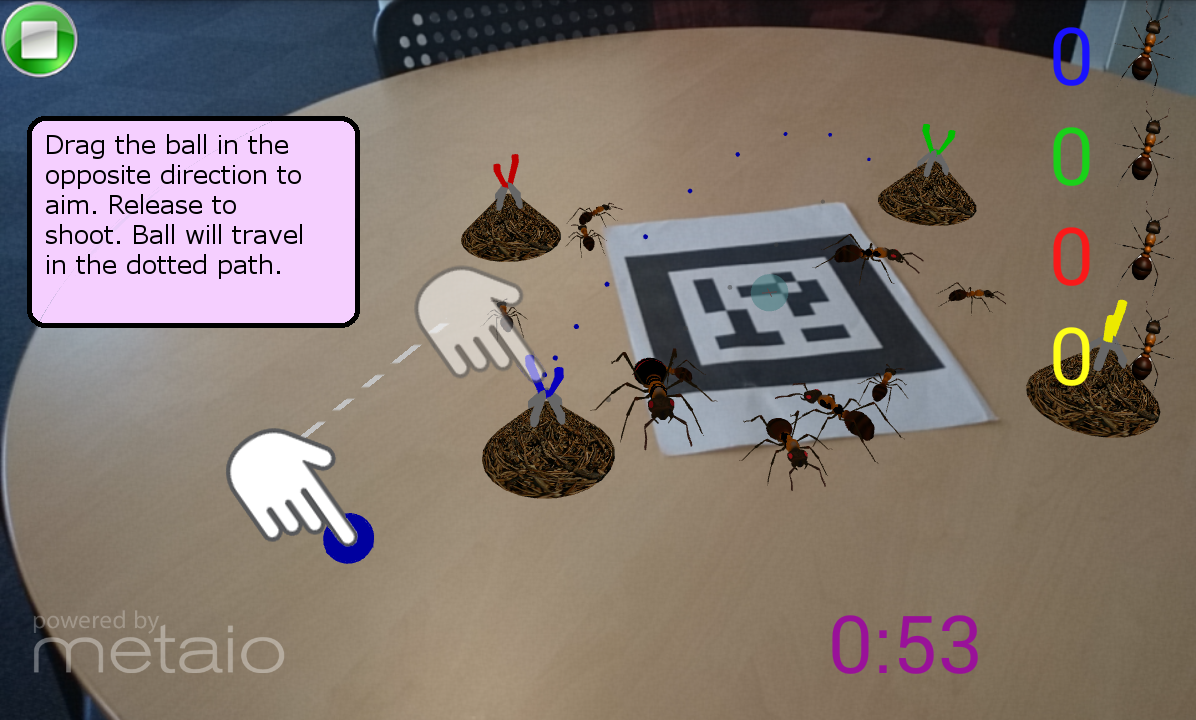 Drag the ball in the
opposite direction to
aim. Release to
shoot. Ball will travel
in the dotted path.
0
0
0
0
0:53
powered by
metaio